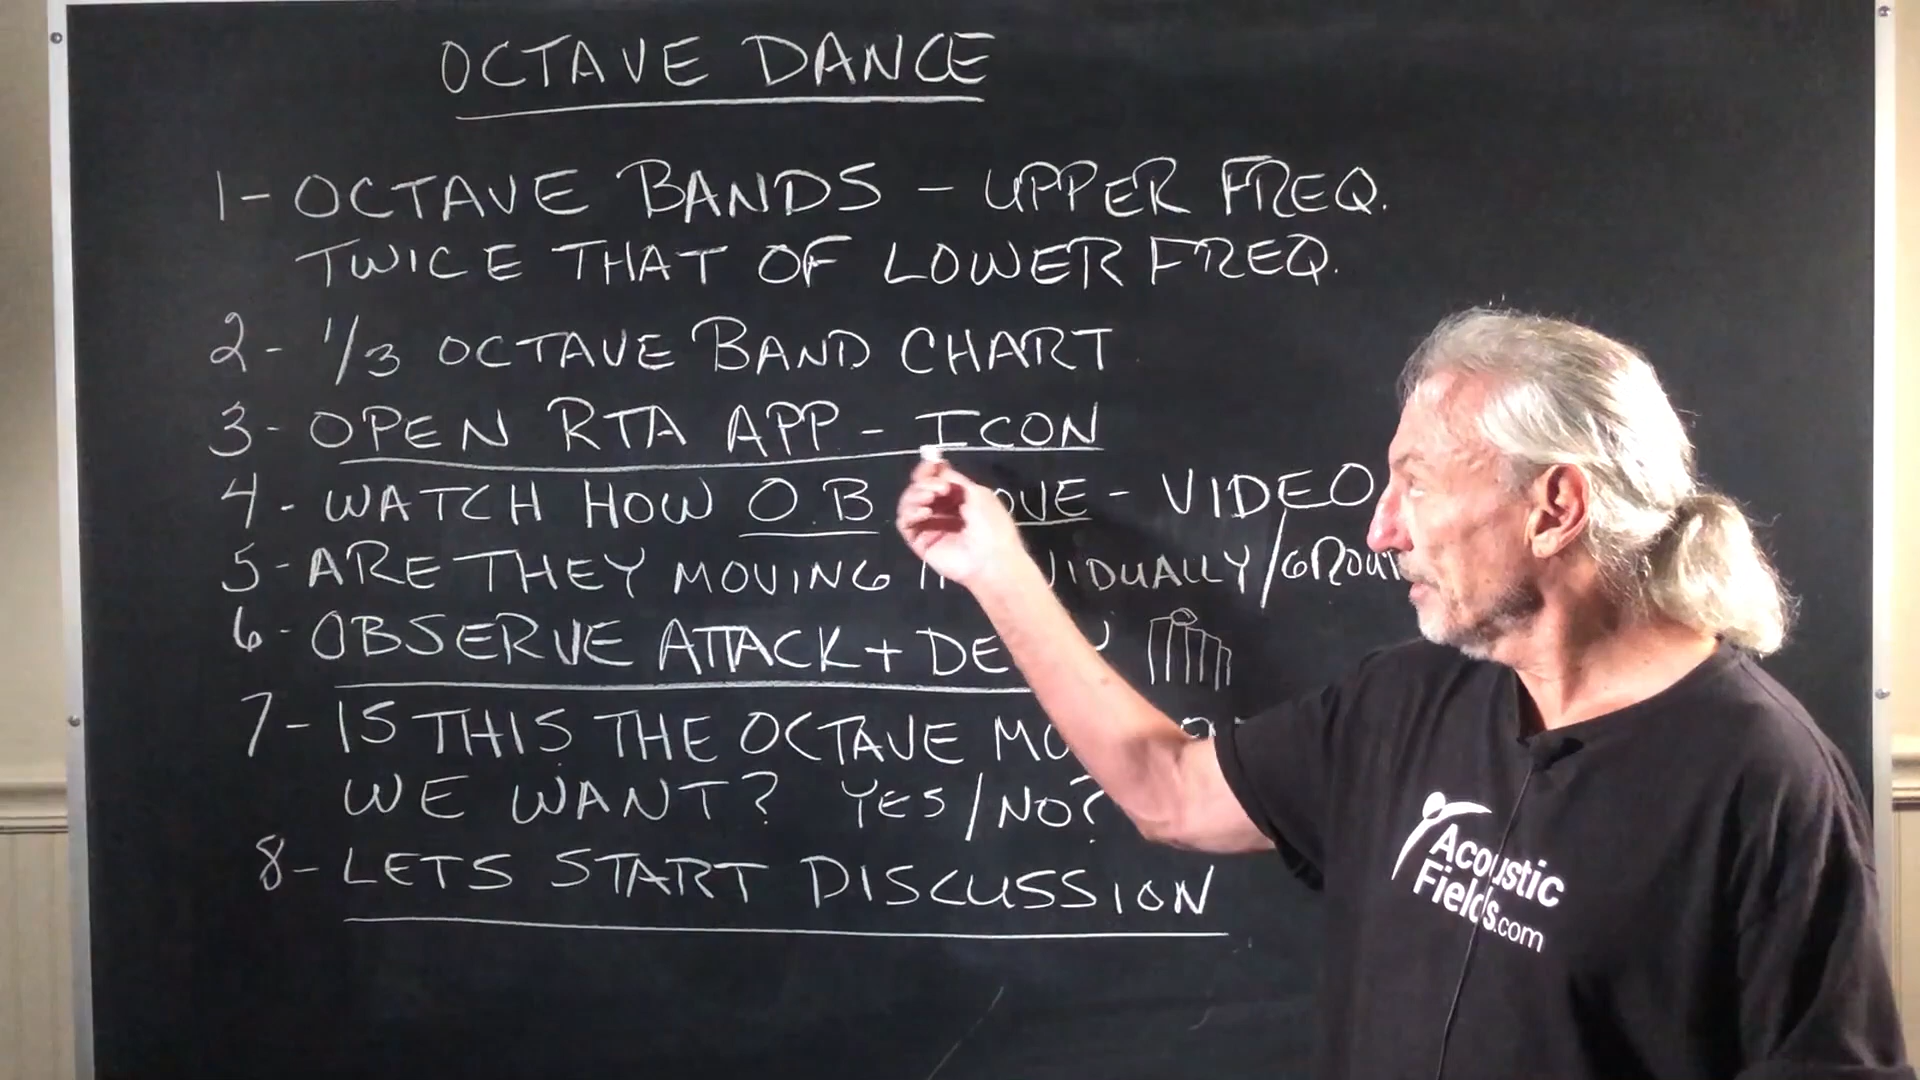 OCTAVE DANCE
1- OCTAVE BANDS - UPPER FREQ.
TWICE THAT OF LOWER FREQ.
2- 1/3 OCTAVE BAND CHART
3- OPEN RTA APP - ICON
4- WATCH HOW O.B - VIDEO
5- ARE THEY MOVING
6- OBSERVE ATTACK +
7- IS THIS THE OCTAVE
WE WANT? YES/NO?
8- LETS START DISCUSSION
Acoustic
Fields.com